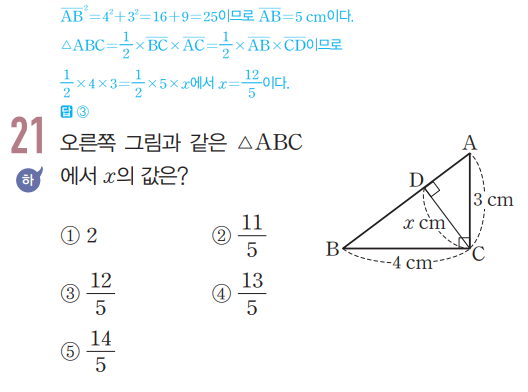 AB²=4²+3²=16+9=25이므로 AB=5 cm이다.
△ABC=1/2×BC×AC=1/2×AB×CD이므로
1/2×4×3=1/2×5×x에서 x=12/5이다.
답 ③
21 오른쪽 그림과 같은 △ABC
하 에서 x의 값은?
① 2 ② 11/5
③ 12/5 ④ 13/5
⑤ 14/5
A
D
3 cm
x cm
B
C
4 cm